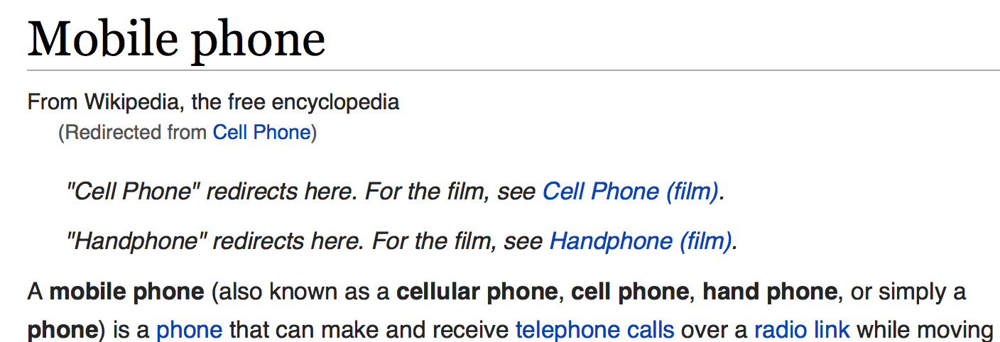 Mobile phone
From Wikipedia, the free encyclopedia
(Redirected from Cell Phone)
"Cell Phone" redirects here. For the film, see Cell Phone (film).
"Handphone" redirects here. For the film, see Handphone (film).
A mobile phone (also known as a cellular phone, cell phone, hand phone, or simply a
phone) is a phone that can make and receive telephone calls over a radio link while moving